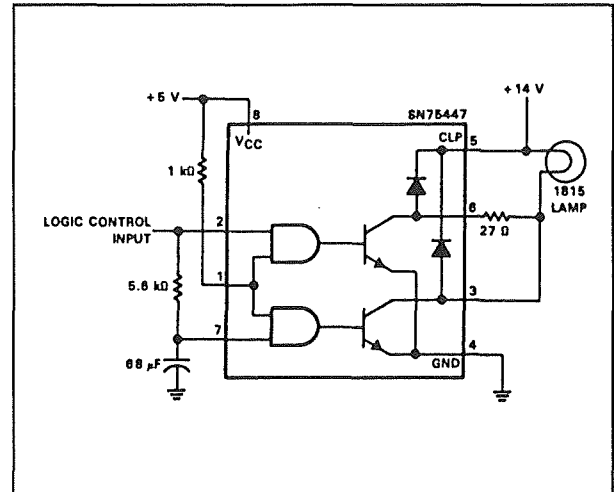 +5 V
+14 V
8
SN75447
VCC
CLP
5
1 kΩ
1815
LAMP
6
27 Ω
LOGIC CONTROL
INPUT
2
1
3
5.6 kΩ
7
4
GND
68 µF